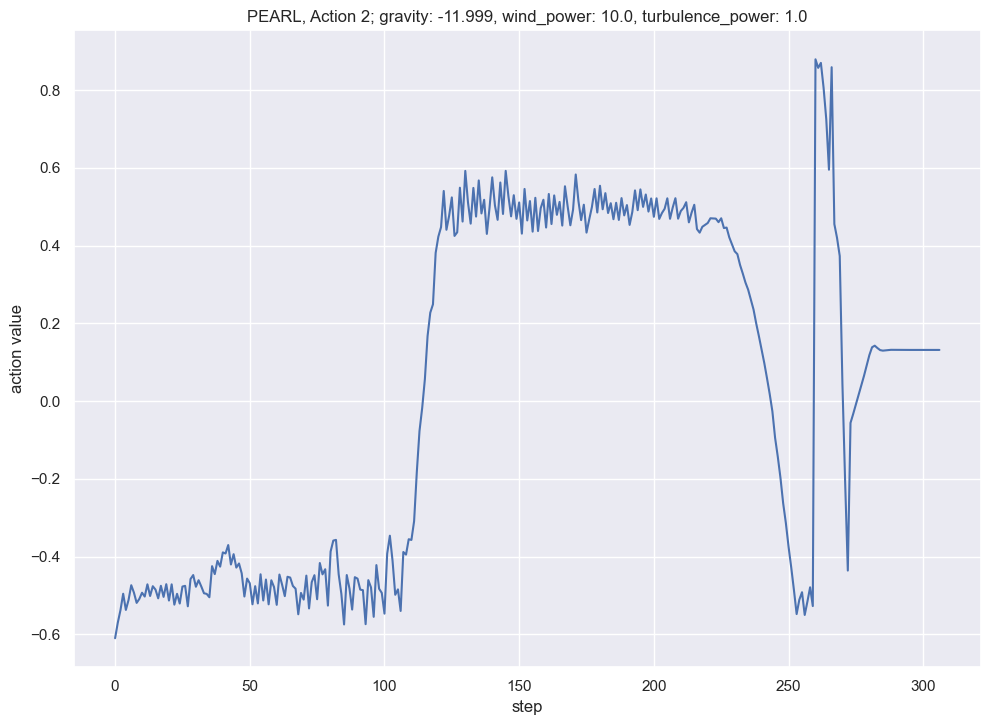 PEARL, Action 2; gravity: -11.999, wind_power: 10.0, turbulence_power: 1.0
0.8
0.6
0.4
0.2
0.0
−0.2
−0.4
−0.6
action value
0 50 100 150 200 250 300
step